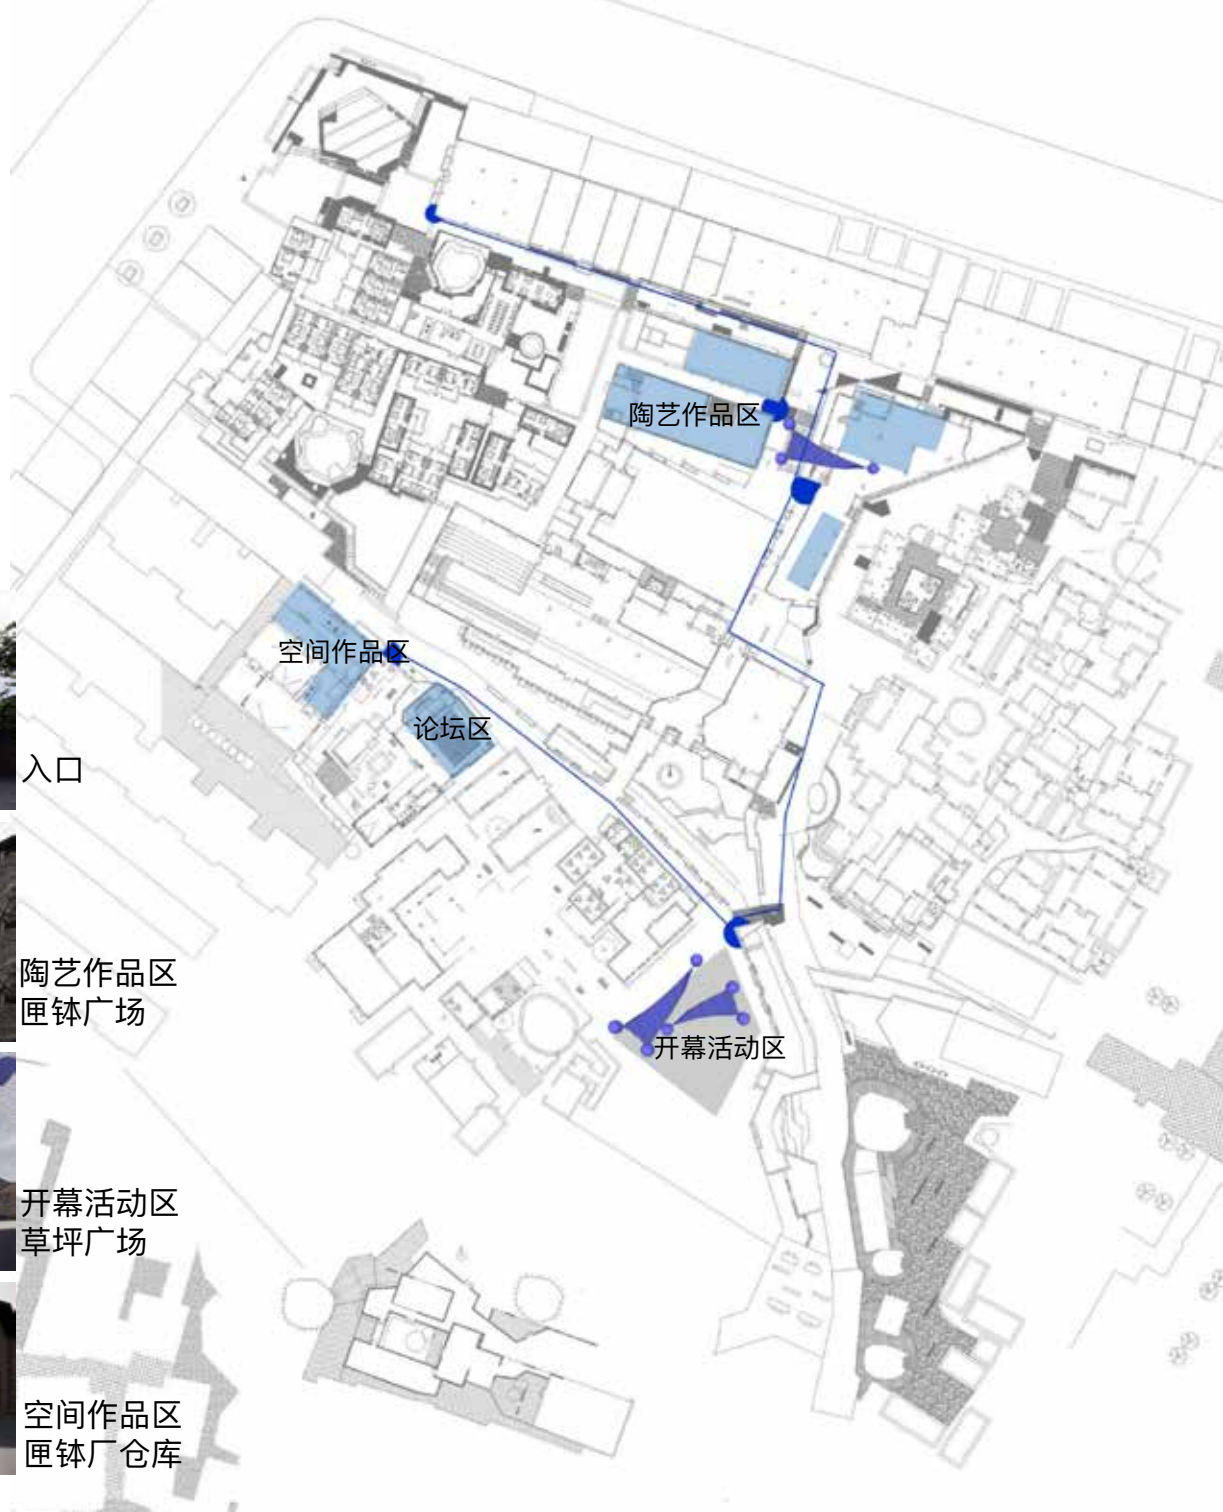 陶艺作品区
空间作品区
论坛区
开幕活动区
入口
陶艺作品区
匣钵广场
开幕活动区
草坪广场
空间作品区
匣钵厂仓库